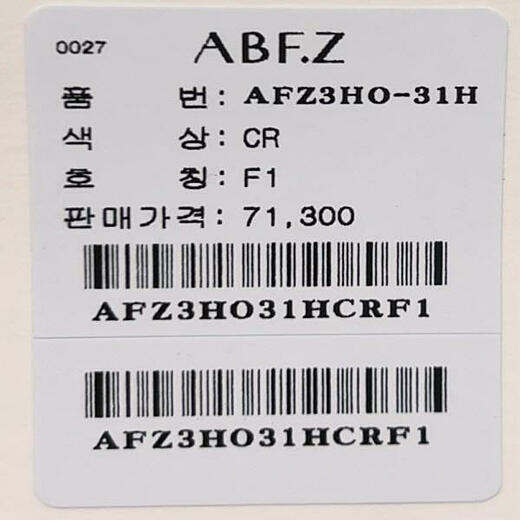 0027 ABF.Z
품 번: AFZ3HO-31H
색 상: CR
호 칭: F1
판매가격: 71,300
AFZ3HO31HCRF1
AFZ3HO31HCRF1